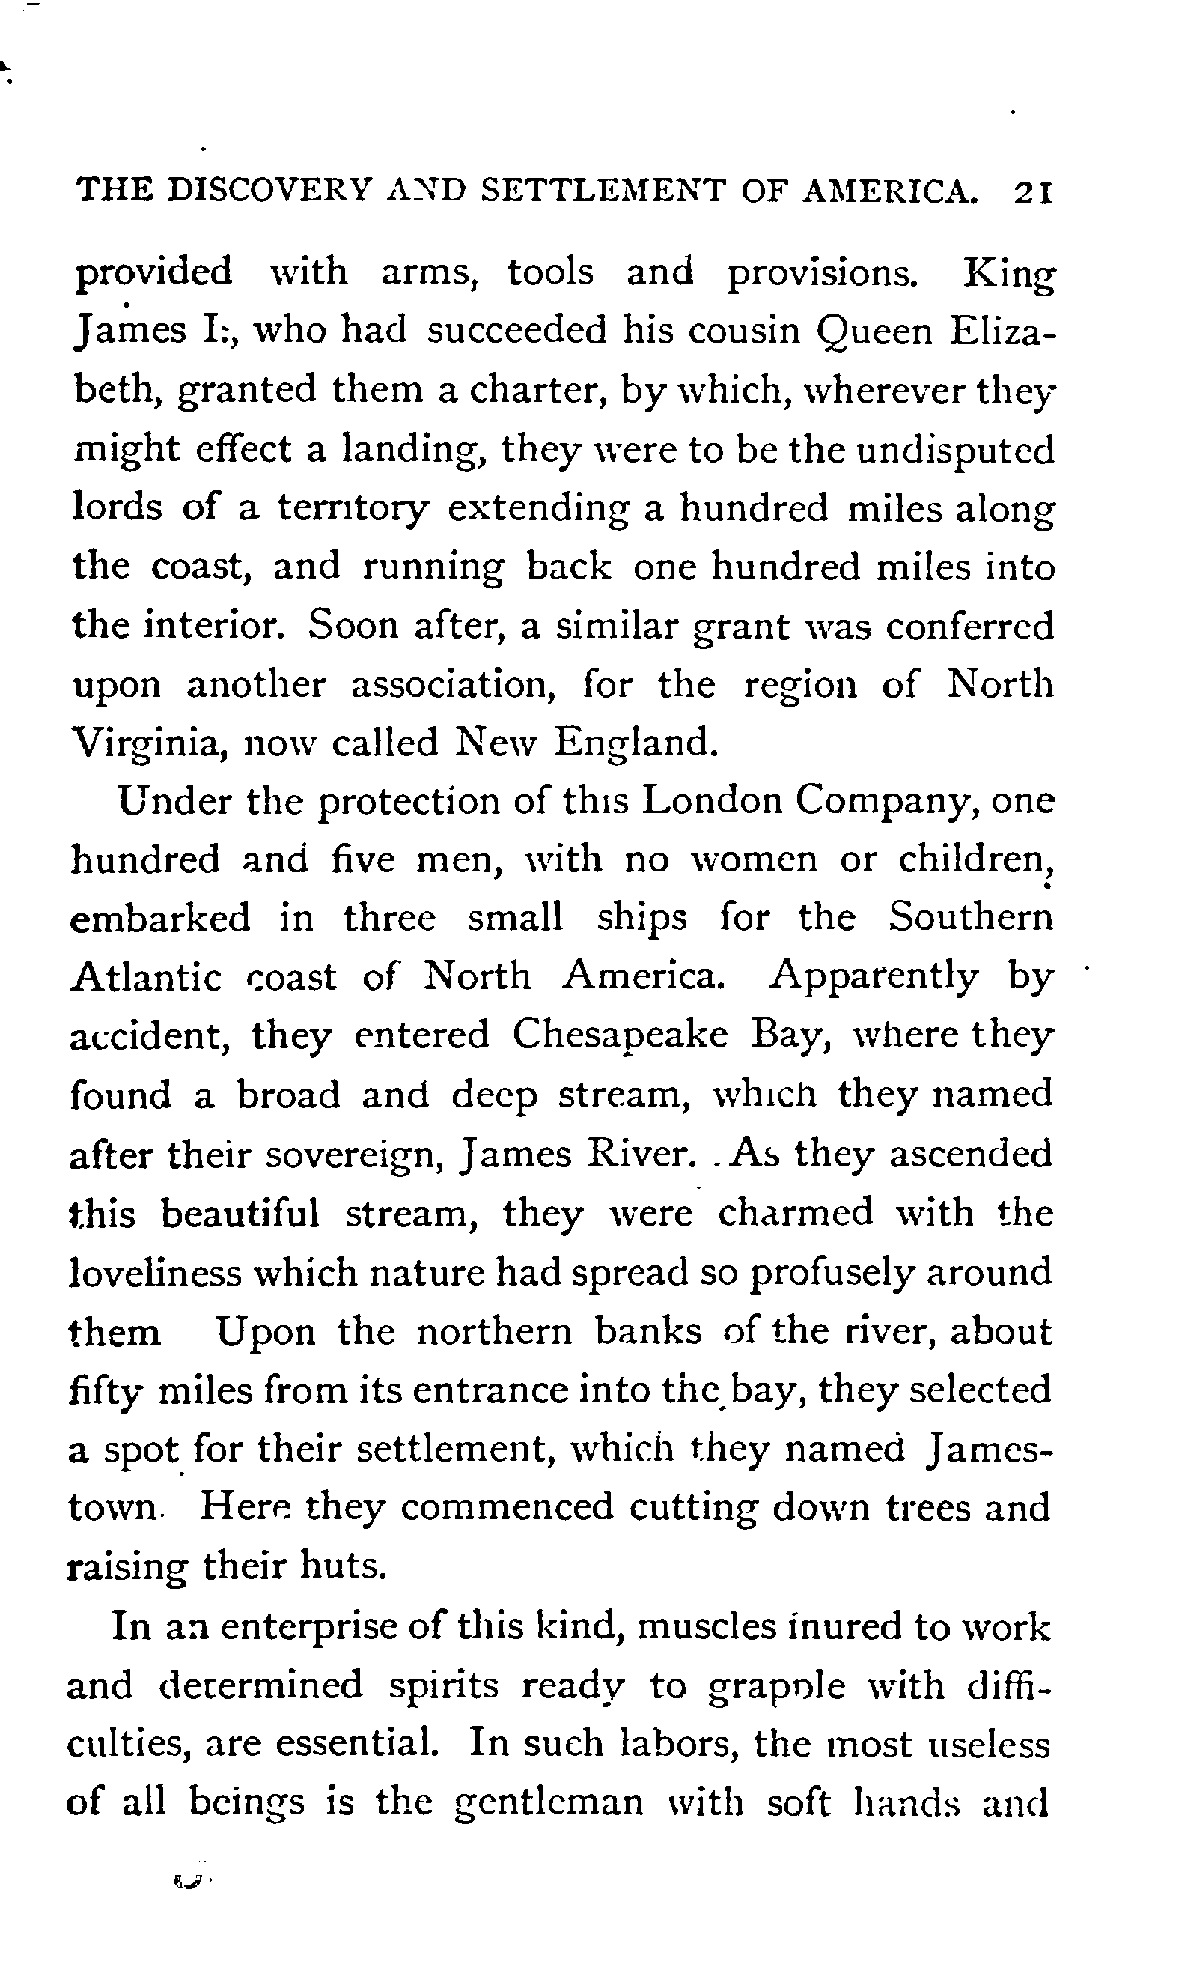 THE DISCOVERY AND SETTLEMENT OF AMERICA. 21
provided with arms, tools and provisions. King
James I:, who had succeeded his cousin Queen Eliza-
beth, granted them a charter, by which, wherever they
might effect a landing, they were to be the undisputed
lords of a territory extending a hundred miles along
the coast, and running back one hundred miles into
the interior. Soon after, a similar grant was conferred
upon another association, for the region of North
Virginia, now called New England.
Under the protection of this London Company, one
hundred and five men, with no women or children,
embarked in three small ships for the Southern
Atlantic coast of North America. Apparently by
accident, they entered Chesapeake Bay, where they
found a broad and deep stream, which they named
after their sovereign, James River. As they ascended
this beautiful stream, they were charmed with the
loveliness which nature had spread so profusely around
them Upon the northern banks of the river, about
fifty miles from its entrance into the bay, they selected
a spot for their settlement, which they named James-
town. Here they commenced cutting down trees and
raising their huts.
In an enterprise of this kind, muscles inured to work
and determined spirits ready to grapple with diffi-
culties, are essential. In such labors, the most useless
of all beings is the gentleman with soft hands and